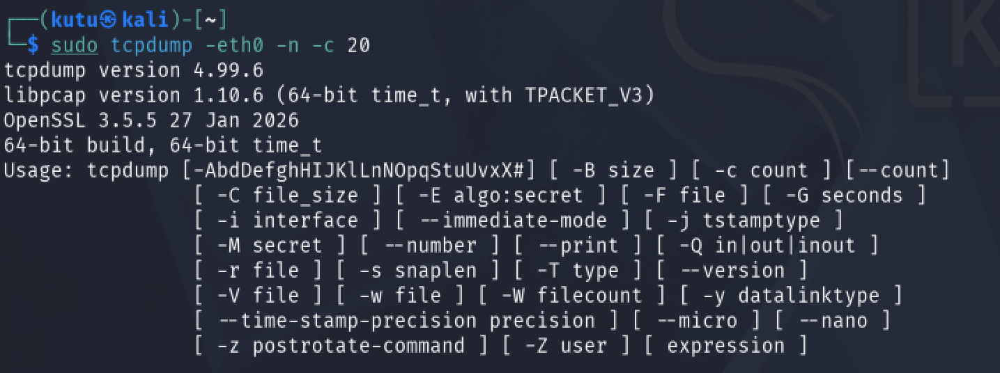 ┌──(kutu㉿kali)-[~]
└─$ sudo tcpdump -eth0 -n -c 20
tcpdump version 4.99.6
libpcap version 1.10.6 (64-bit time_t, with TPACKET_V3)
OpenSSL 3.5.5 27 Jan 2026
64-bit build, 64-bit time_t
Usage: tcpdump [-AbdDefghHIJKlLnNOpqStuUvxX#] [ -B size ] [ -c count ] [--count]
                [ -C file_size ] [ -E algo:secret ] [ -F file ] [ -G seconds ]
                [ -i interface ] [ --immediate-mode ] [ -j tstamptype ]
                [ -M secret ] [ --number ] [ --print ] [ -Q in|out|inout ]
                [ -r file ] [ -s snaplen ] [ -T type ] [ --version ]
                [ -V file ] [ -w file ] [ -W filecount ] [ -y datalinktype ]
                [ --time-stamp-precision precision ] [ --micro ] [ --nano ]
                [ -z postrotate-command ] [ -Z user ] [ expression ]